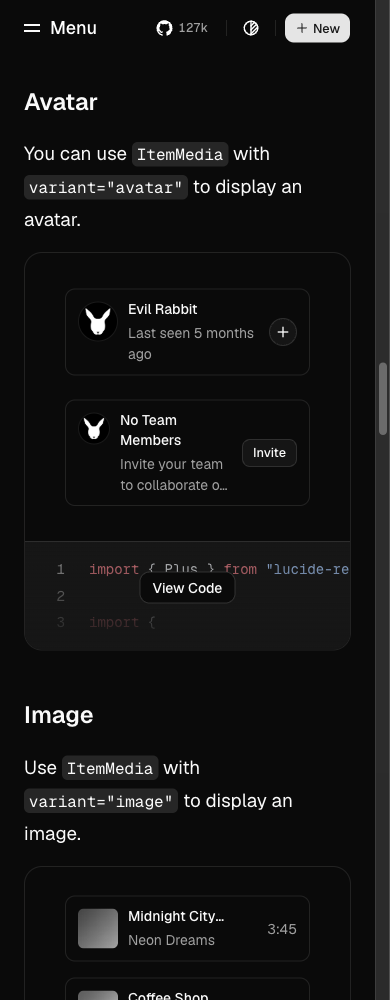 Menu
127k
New
Avatar
You can use ItemMedia with
variant="avatar" to display an
avatar.
Evil Rabbit
Last seen 5 months
ago
No Team
Members
Invite your team
to collaborate o...
Invite
1 import { Plus } from "lucide-re
View Code
2
3 import {
Image
Use ItemMedia with
variant="image" to display an
image.
Midnight City...
Neon Dreams
3:45
Coffee Shop